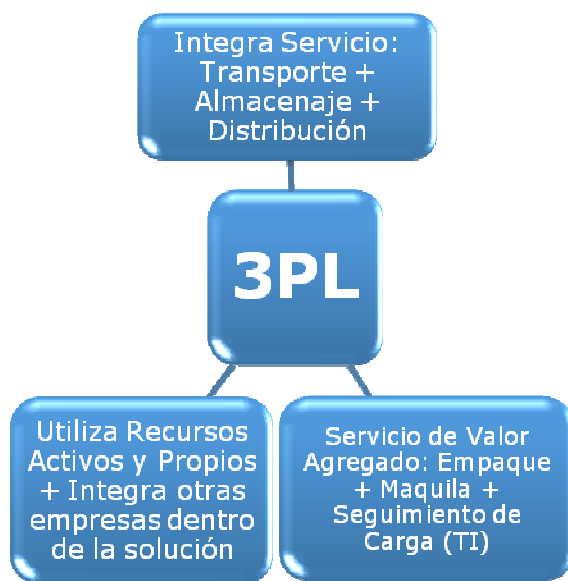 Integra Servicio:
Transporte +
Almacenaje +
Distribución
3PL
Utiliza Recursos
Activos y Propios
+ Integra otras
empresas dentro
de la solución
Servicio de Valor
Agregado: Empaque
+ Maquila +
Seguimiento de
Carga (TI)